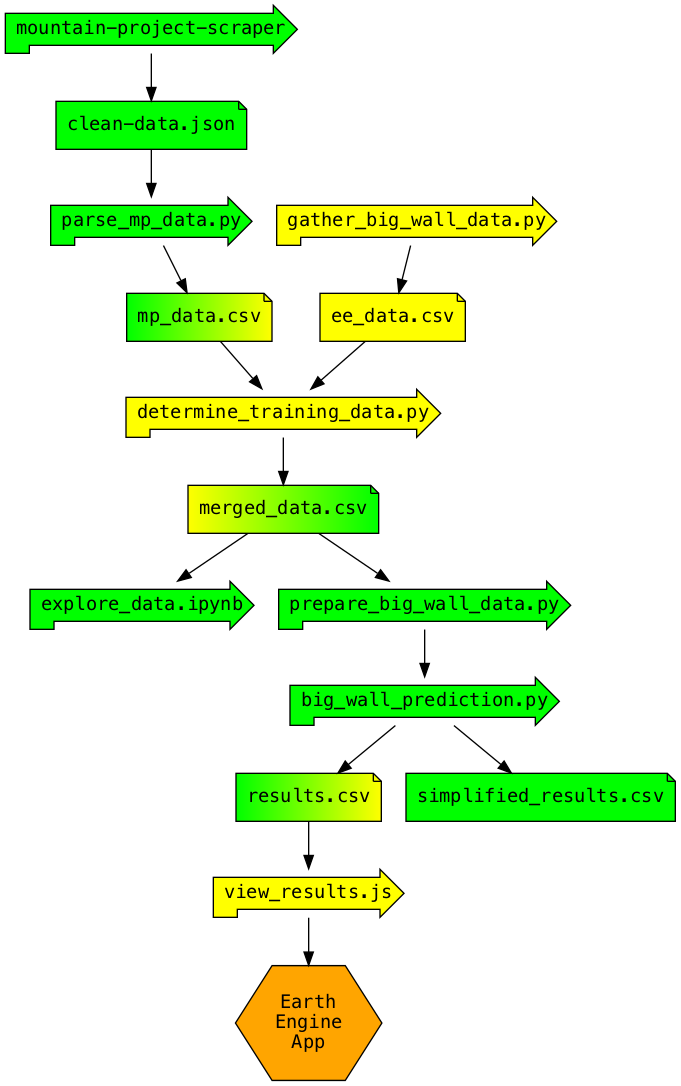 mountain-project-scraper
clean-data.json
parse_mp_data.py
gather_big_wall_data.py
mp_data.csv
ee_data.csv
determine_training_data.py
merged_data.csv
explore_data.ipynb
prepare_big_wall_data.py
big_wall_prediction.py
results.csv
simplified_results.csv
view_results.js
Earth
Engine
App